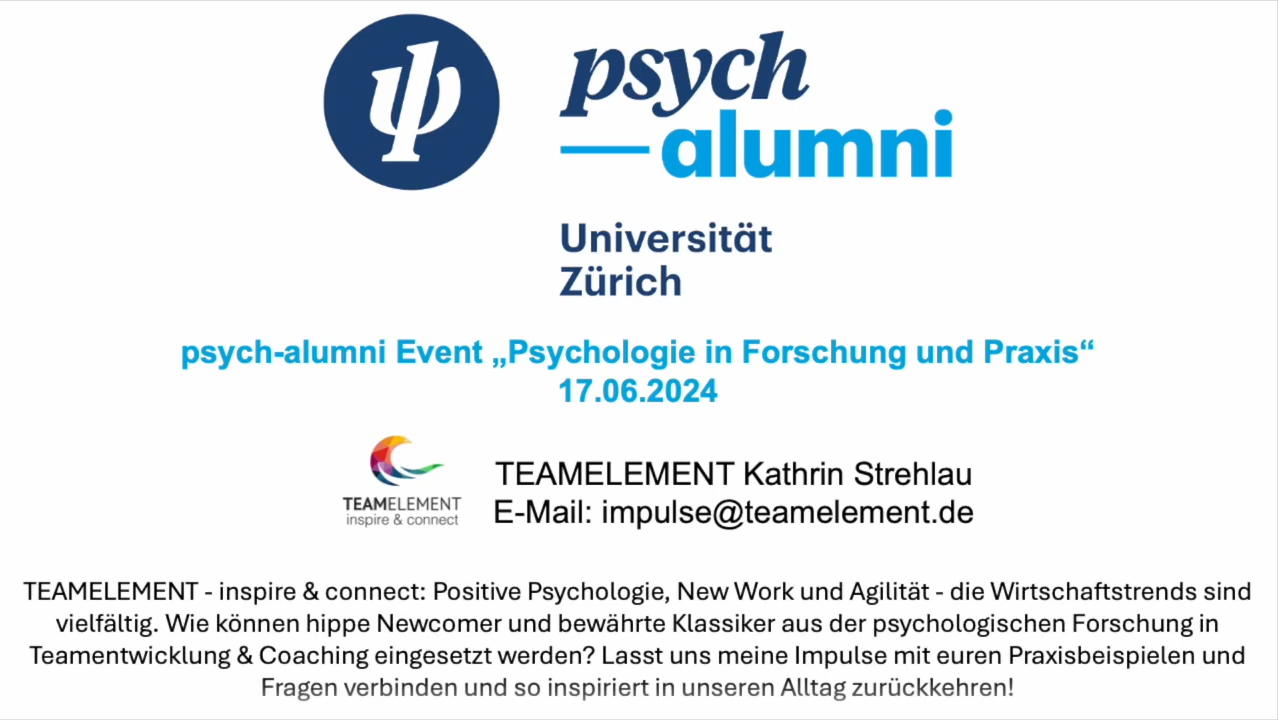 ψ
psych
alumni
Universität
Zürich
psych-alumni Event „Psychologie in Forschung und Praxis“
17.06.2024
TEAMELEMENT
inspire & connect
TEAMELEMENT Kathrin Strehlau
E-Mail: impulse@teamelement.de
TEAMELEMENT - inspire & connect: Positive Psychologie, New Work und Agilität - die Wirtschaftstrends sind
vielfältig. Wie können hippe Newcomer und bewährte Klassiker aus der psychologischen Forschung in
Teamentwicklung & Coaching eingesetzt werden? Lasst uns meine Impulse mit euren Praxisbeispielen und
Fragen verbinden und so inspiriert in unseren Alltag zurückkehren!